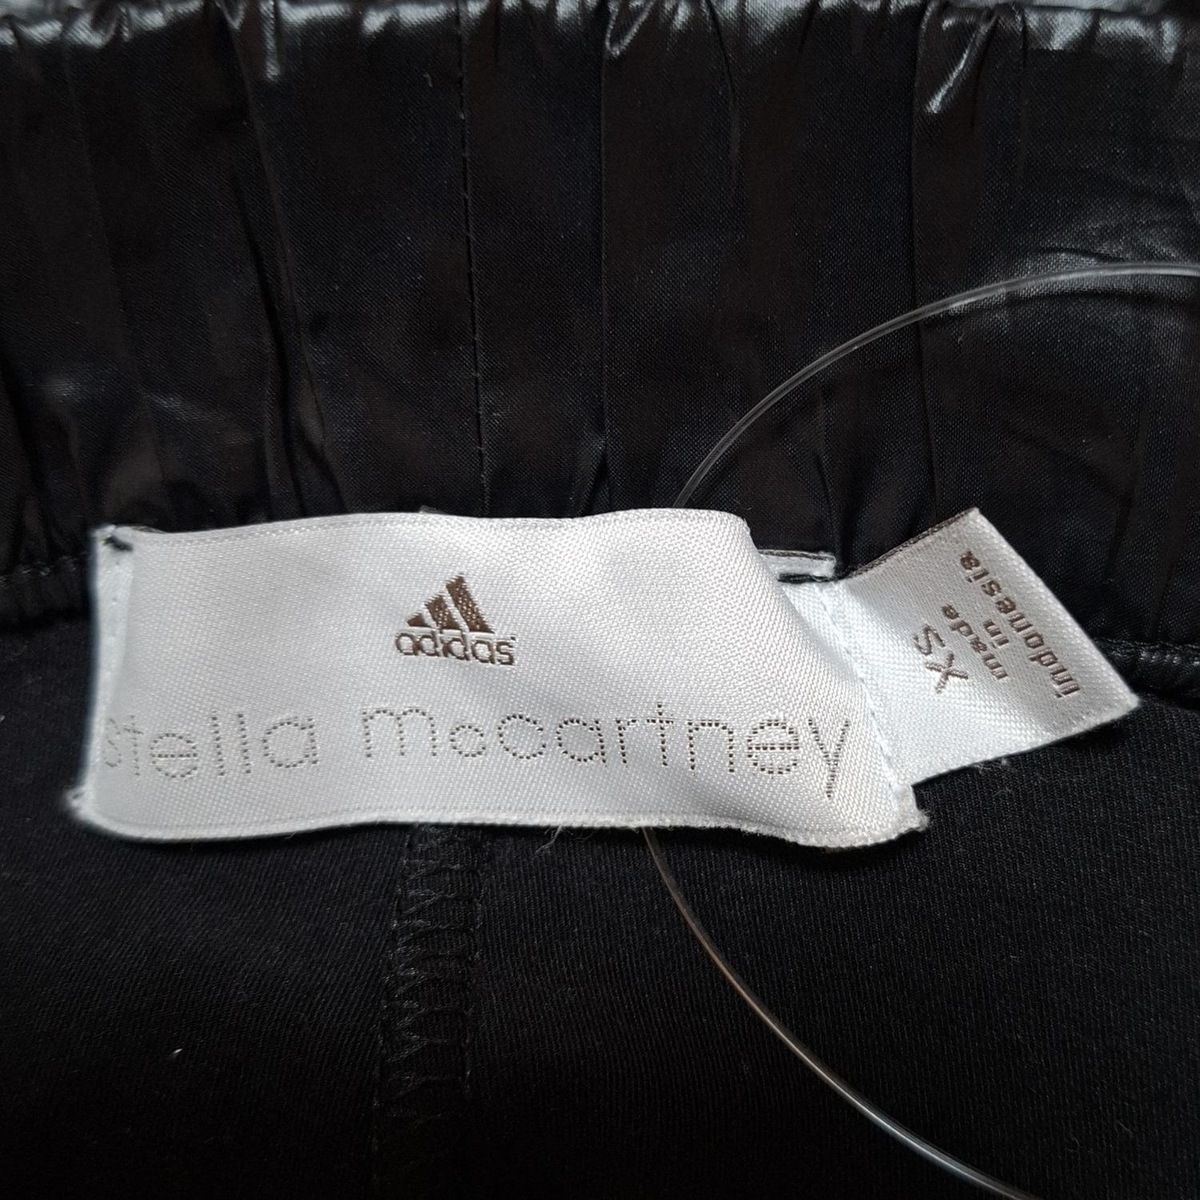 adidas
stella mccartney
xs
made
in
indonesia